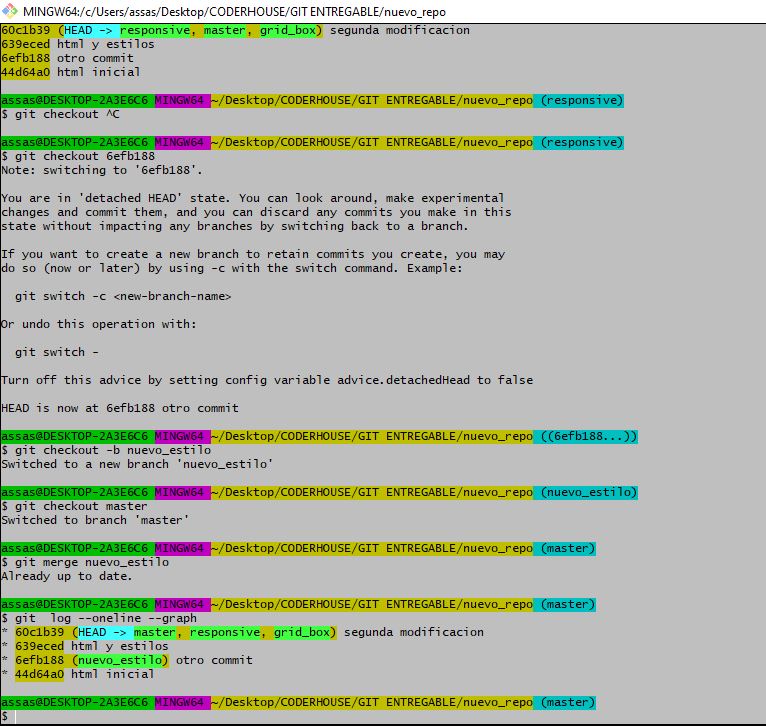 MINGW64:/c/Users/assas/Desktop/CODERHOUSE/GIT ENTREGABLE/nuevo_repo
60c1b39 (HEAD -> responsive, master, grid_box) segunda modificacion
639eced html y estilos
6efb188 otro commit
44d64a0 html inicial
assas@DESKTOP-2A3E6C6 MINGW64 ~/Desktop/CODERHOUSE/GIT ENTREGABLE/nuevo_repo (responsive)
$ git checkout ^C
assas@DESKTOP-2A3E6C6 MINGW64 ~/Desktop/CODERHOUSE/GIT ENTREGABLE/nuevo_repo (responsive)
$ git checkout 6efb188
Note: switching to '6efb188'.
You are in 'detached HEAD' state. You can look around, make experimental
changes and commit them, and you can discard any commits you make in this
state without impacting any branches by switching back to a branch.
If you want to create a new branch to retain commits you create, you may
do so (now or later) by using -c with the switch command. Example:
git switch -c <new-branch-name>
Or undo this operation with:
git switch -
Turn off this advice by setting config variable advice.detachedHead to false
HEAD is now at 6efb188 otro commit
assas@DESKTOP-2A3E6C6 MINGW64 ~/Desktop/CODERHOUSE/GIT ENTREGABLE/nuevo_repo ((6efb188...))
$ git checkout -b nuevo_estilo
Switched to a new branch 'nuevo_estilo'
assas@DESKTOP-2A3E6C6 MINGW64 ~/Desktop/CODERHOUSE/GIT ENTREGABLE/nuevo_repo (nuevo_estilo)
$ git checkout master
Switched to branch 'master'
assas@DESKTOP-2A3E6C6 MINGW64 ~/Desktop/CODERHOUSE/GIT ENTREGABLE/nuevo_repo (master)
$ git merge nuevo_estilo
Already up to date.
assas@DESKTOP-2A3E6C6 MINGW64 ~/Desktop/CODERHOUSE/GIT ENTREGABLE/nuevo_repo (master)
$ git  log --oneline --graph
* 60c1b39 (HEAD -> master, responsive, grid_box) segunda modificacion
* 639eced html y estilos
* 6efb188 (nuevo_estilo) otro commit
* 44d64a0 html inicial
assas@DESKTOP-2A3E6C6 MINGW64 ~/Desktop/CODERHOUSE/GIT ENTREGABLE/nuevo_repo (master)
$